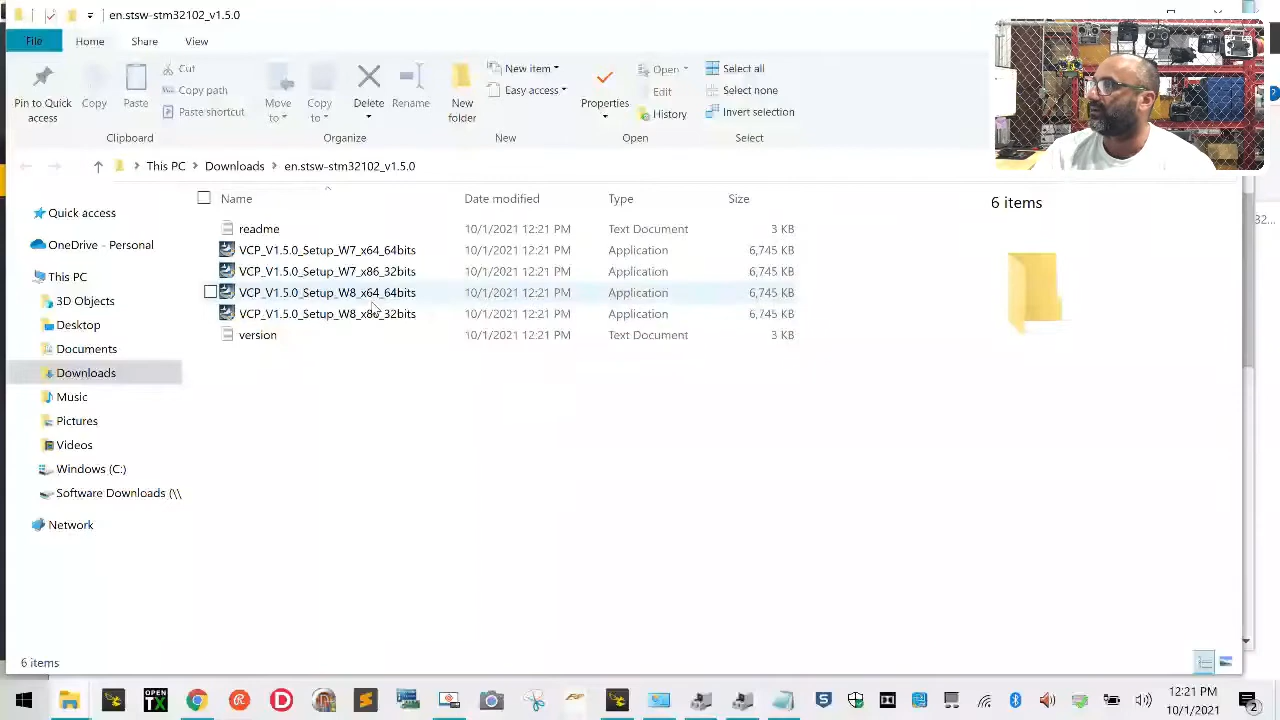 en.stsw-stm32102_v1.5.0
File Share View
Cut
Copy path
Paste shortcut
Pin to Quick access
Copy
Paste
Clipboard
Move to
Copy to
Delete
Rename
Organize
New folder
Properties
Open
Edit
History
Open
Select all
Select none
Invert selection
Select
This PC > Downloads > en.stsw-stm32102_v1.5.0
Name Date modified Type Size
readme 10/1/2021 12:21 PM Text Document 3 KB
VCP_V1.5.0_Setup_W7_x64_64bits 10/1/2021 12:21 PM Application 6,745 KB
VCP_V1.5.0_Setup_W7_x86_32bits 10/1/2021 12:21 PM Application 6,745 KB
VCP_V1.5.0_Setup_W8_x64_64bits 10/1/2021 12:21 PM Application 6,745 KB
VCP_V1.5.0_Setup_W8_x86_32bits 10/1/2021 12:21 PM Application 6,745 KB
version 10/1/2021 12:21 PM Text Document 3 KB
Quick access
OneDrive - Personal
This PC
3D Objects
Desktop
Documents
Downloads
Music
Pictures
Videos
Windows (C:)
Software Downloads (\\
Network
6 items
32...
6 items
OPEN
TX
12:21 PM
10/1/2021
2